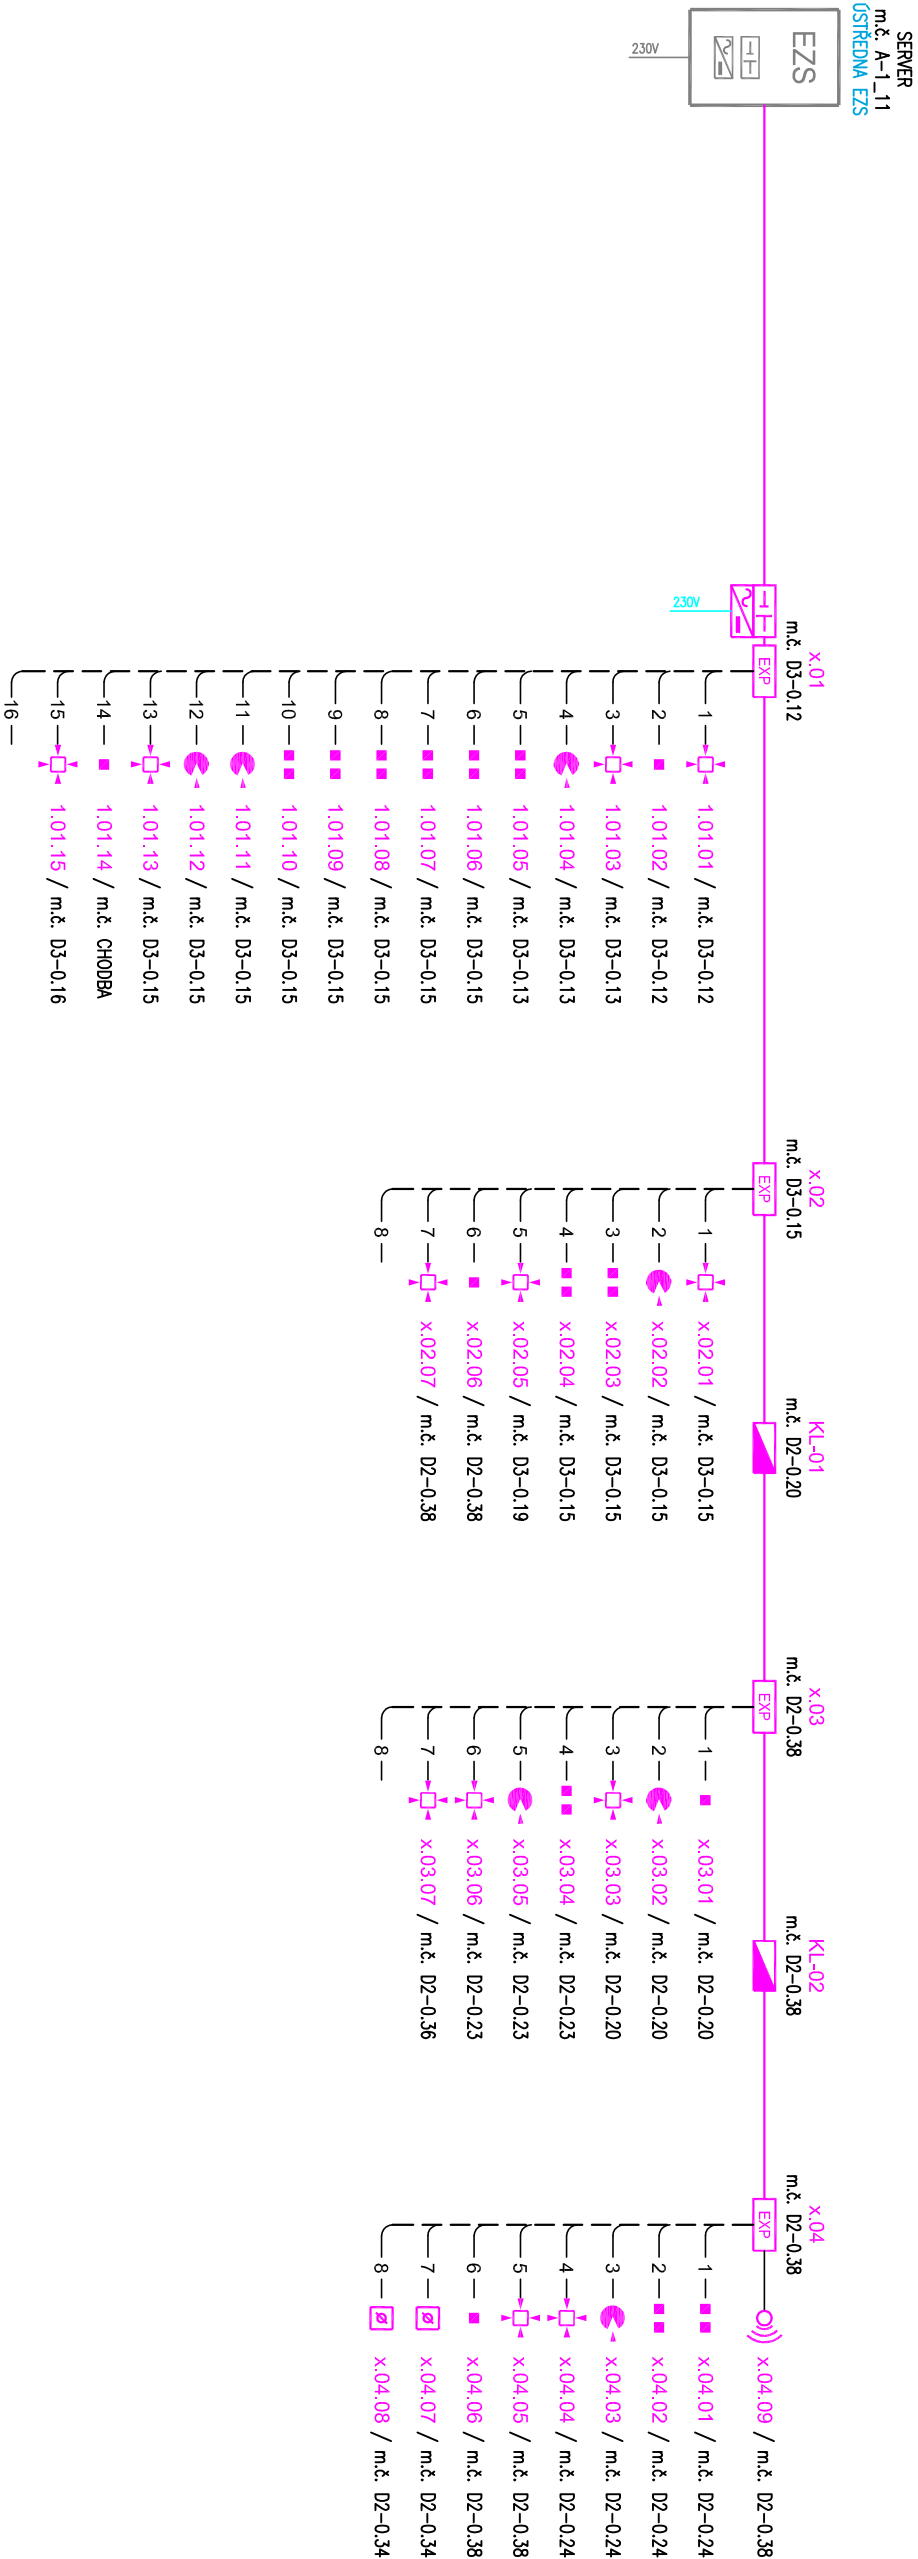 SERVER
m.č. A-1_11
ÚSTŘEDNA EZS
EZS
230V
230V
x.01
m.č. D3-0.12
EXP
1 1.01.01 / m.č. D3-0.12
2 1.01.02 / m.č. D3-0.12
3 1.01.03 / m.č. D3-0.13
4 1.01.04 / m.č. D3-0.13
5 1.01.05 / m.č. D3-0.13
6 1.01.06 / m.č. D3-0.15
7 1.01.07 / m.č. D3-0.15
8 1.01.08 / m.č. D3-0.15
9 1.01.09 / m.č. D3-0.15
10 1.01.10 / m.č. D3-0.15
11 1.01.11 / m.č. D3-0.15
12 1.01.12 / m.č. D3-0.15
13 1.01.13 / m.č. D3-0.15
14 1.01.14 / m.č. CHODBA
15 1.01.15 / m.č. D3-0.16
16
x.02
m.č. D3-0.15
EXP
1 x.02.01 / m.č. D3-0.15
2 x.02.02 / m.č. D3-0.15
3 x.02.03 / m.č. D3-0.15
4 x.02.04 / m.č. D3-0.15
5 x.02.05 / m.č. D3-0.19
6 x.02.06 / m.č. D2-0.38
7 x.02.07 / m.č. D2-0.38
8
KL-01
m.č. D2-0.20
x.03
m.č. D2-0.38
EXP
1 x.03.01 / m.č. D2-0.20
2 x.03.02 / m.č. D2-0.20
3 x.03.03 / m.č. D2-0.20
4 x.03.04 / m.č. D2-0.23
5 x.03.05 / m.č. D2-0.23
6 x.03.06 / m.č. D2-0.23
7 x.03.07 / m.č. D2-0.36
8
KL-02
m.č. D2-0.38
x.04
m.č. D2-0.38
EXP
x.04.09 / m.č. D2-0.38
1 x.04.01 / m.č. D2-0.24
2 x.04.02 / m.č. D2-0.24
3 x.04.03 / m.č. D2-0.24
4 x.04.04 / m.č. D2-0.24
5 x.04.05 / m.č. D2-0.38
6 x.04.06 / m.č. D2-0.38
7 x.04.07 / m.č. D2-0.34
8 x.04.08 / m.č. D2-0.34